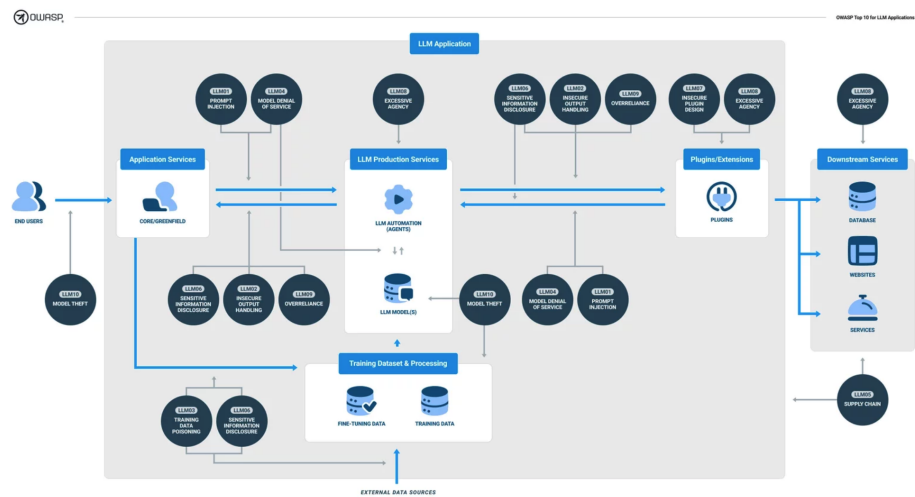 OWASP
OWASP Top 10 for LLM Applications
LLM Application
LLM01
PROMPT
INJECTION
LLM04
MODEL DENIAL
OF SERVICE
LLM08
EXCESSIVE
AGENCY
LLM06
SENSITIVE
INFORMATION
DISCLOSURE
LLM02
INSECURE
OUTPUT
HANDLING
LLM09
OVERRELIANCE
LLM07
INSECURE
PLUGIN
DESIGN
LLM08
EXCESSIVE
AGENCY
LLM08
EXCESSIVE
AGENCY
Application Services
LLM Production Services
Plugins/Extensions
Downstream Services
END USERS
CORE/GREENFIELD
LLM AUTOMATION
(AGENTS)
PLUGINS
DATABASE
WEBSITES
SERVICES
LLM10
MODEL THEFT
LLM06
SENSITIVE
INFORMATION
DISCLOSURE
LLM02
INSECURE
OUTPUT
HANDLING
LLM09
OVERRELIANCE
LLM MODEL(S)
LLM10
MODEL THEFT
LLM04
MODEL DENIAL
OF SERVICE
LLM01
PROMPT
INJECTION
Training Dataset & Processing
FINE-TUNING DATA
TRAINING DATA
LLM03
TRAINING
DATA
POISONING
LLM06
SENSITIVE
INFORMATION
DISCLOSURE
LLM05
SUPPLY CHAIN
EXTERNAL DATA SOURCES